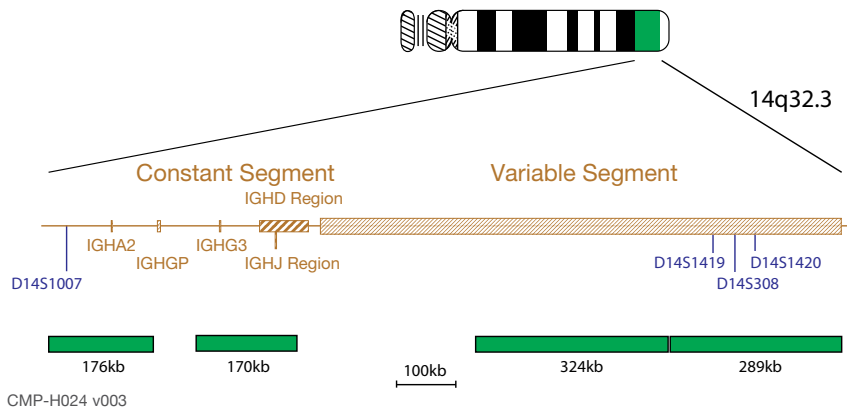 14q32.3
Constant Segment
Variable Segment
IGHD Region
IGHA2
IGHGP
IGHG3
IGHJ Region
D14S1007
D14S1419
D14S308
D14S1420
176kb
170kb
100kb
324kb
289kb
CMP-H024 v003